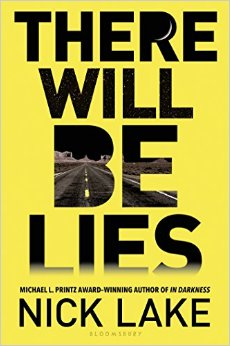 THERE
WILL
BE
LIES
MICHAEL L. PRINTZ AWARD-WINNING AUTHOR OF IN DARKNESS
NICK LAKE
BLOOMSBURY